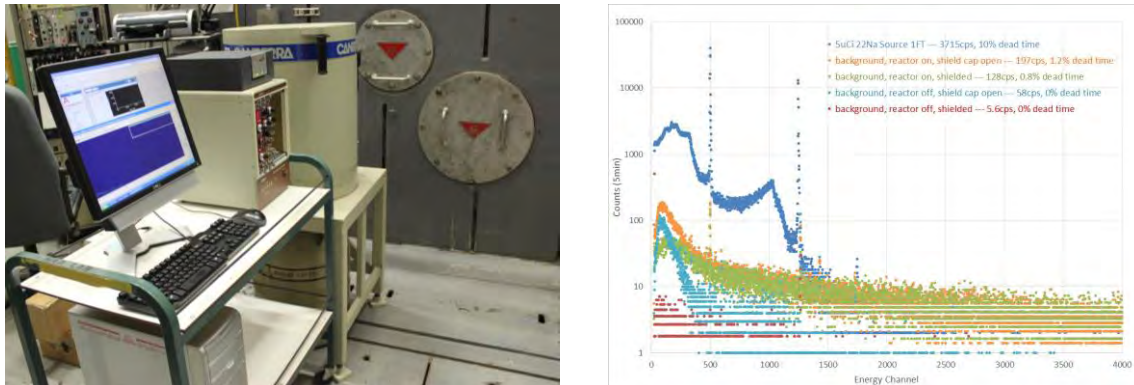 CANBERRA
CAN
100000
10000
1000
100
10
1
Counts (5min)
5uCi 22Na Source 1FT --- 3715cps, 10% dead time
background, reactor on, shield cap open --- 197cps, 1.2% dead time
background, reactor on, shielded --- 128cps, 0.8% dead time
background, reactor off, shield cap open --- 58cps, 0% dead time
background, reactor off, shielded --- 5.6cps, 0% dead time
0 500 1000 1500 2000 2500 3000 3500 4000
Energy Channel